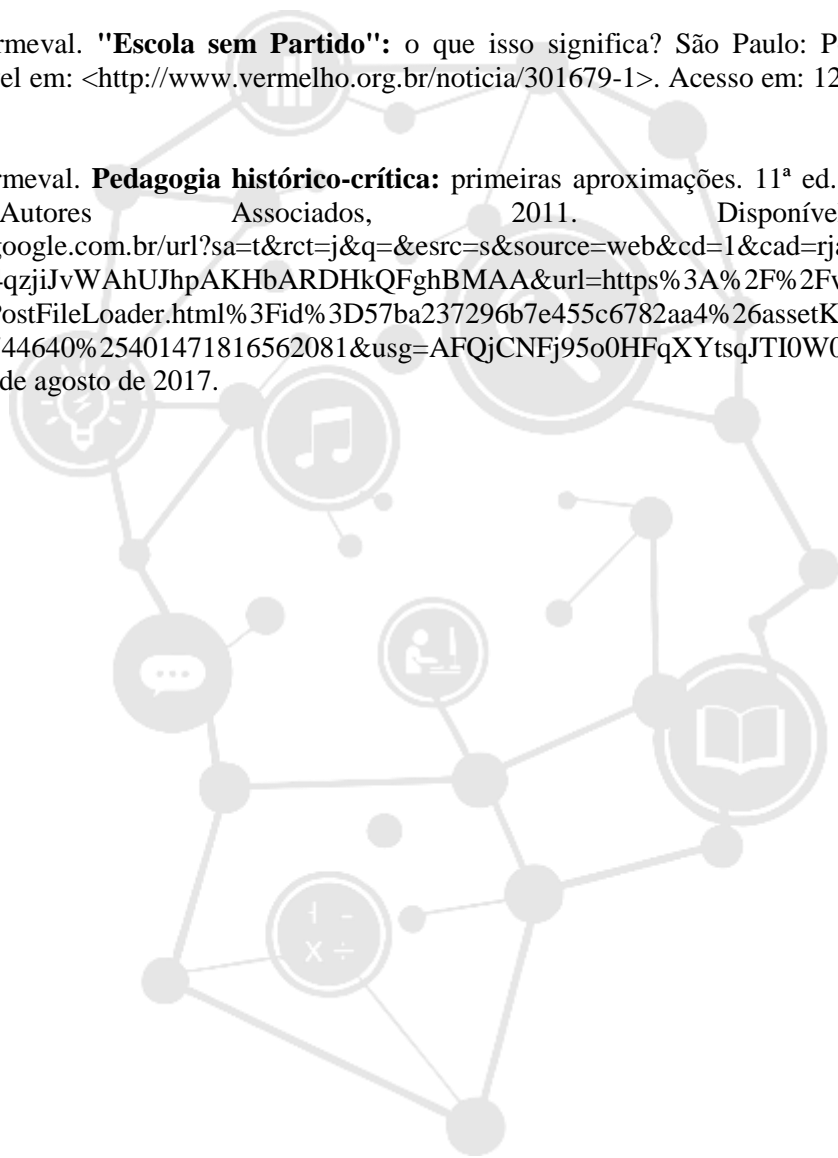 rmeval. "Escola sem Partido": o que isso significa? São Paulo: P
el em: <http://www.vermelho.org.br/noticia/301679-1>. Acesso em: 12
rmeval. Pedagogia histórico-crítica: primeiras aproximações. 11ª ed.
Autores Associados, 2011. Disponíve
google.com.br/url?sa=t&rct=j&q=&esrc=s&source=web&cd=1&cad=rja
-qzjiJvWAhUJhpAKHbARDHkQFghBMAA&url=https%3A%2F%2Fv
PostFileLoader.html%3Fid%3D57ba237296b7e455c6782aa4%26assetK
744640%25401471816562081&usg=AFQjCNFj95o0HFqXYtsqJTI0W0
de agosto de 2017.